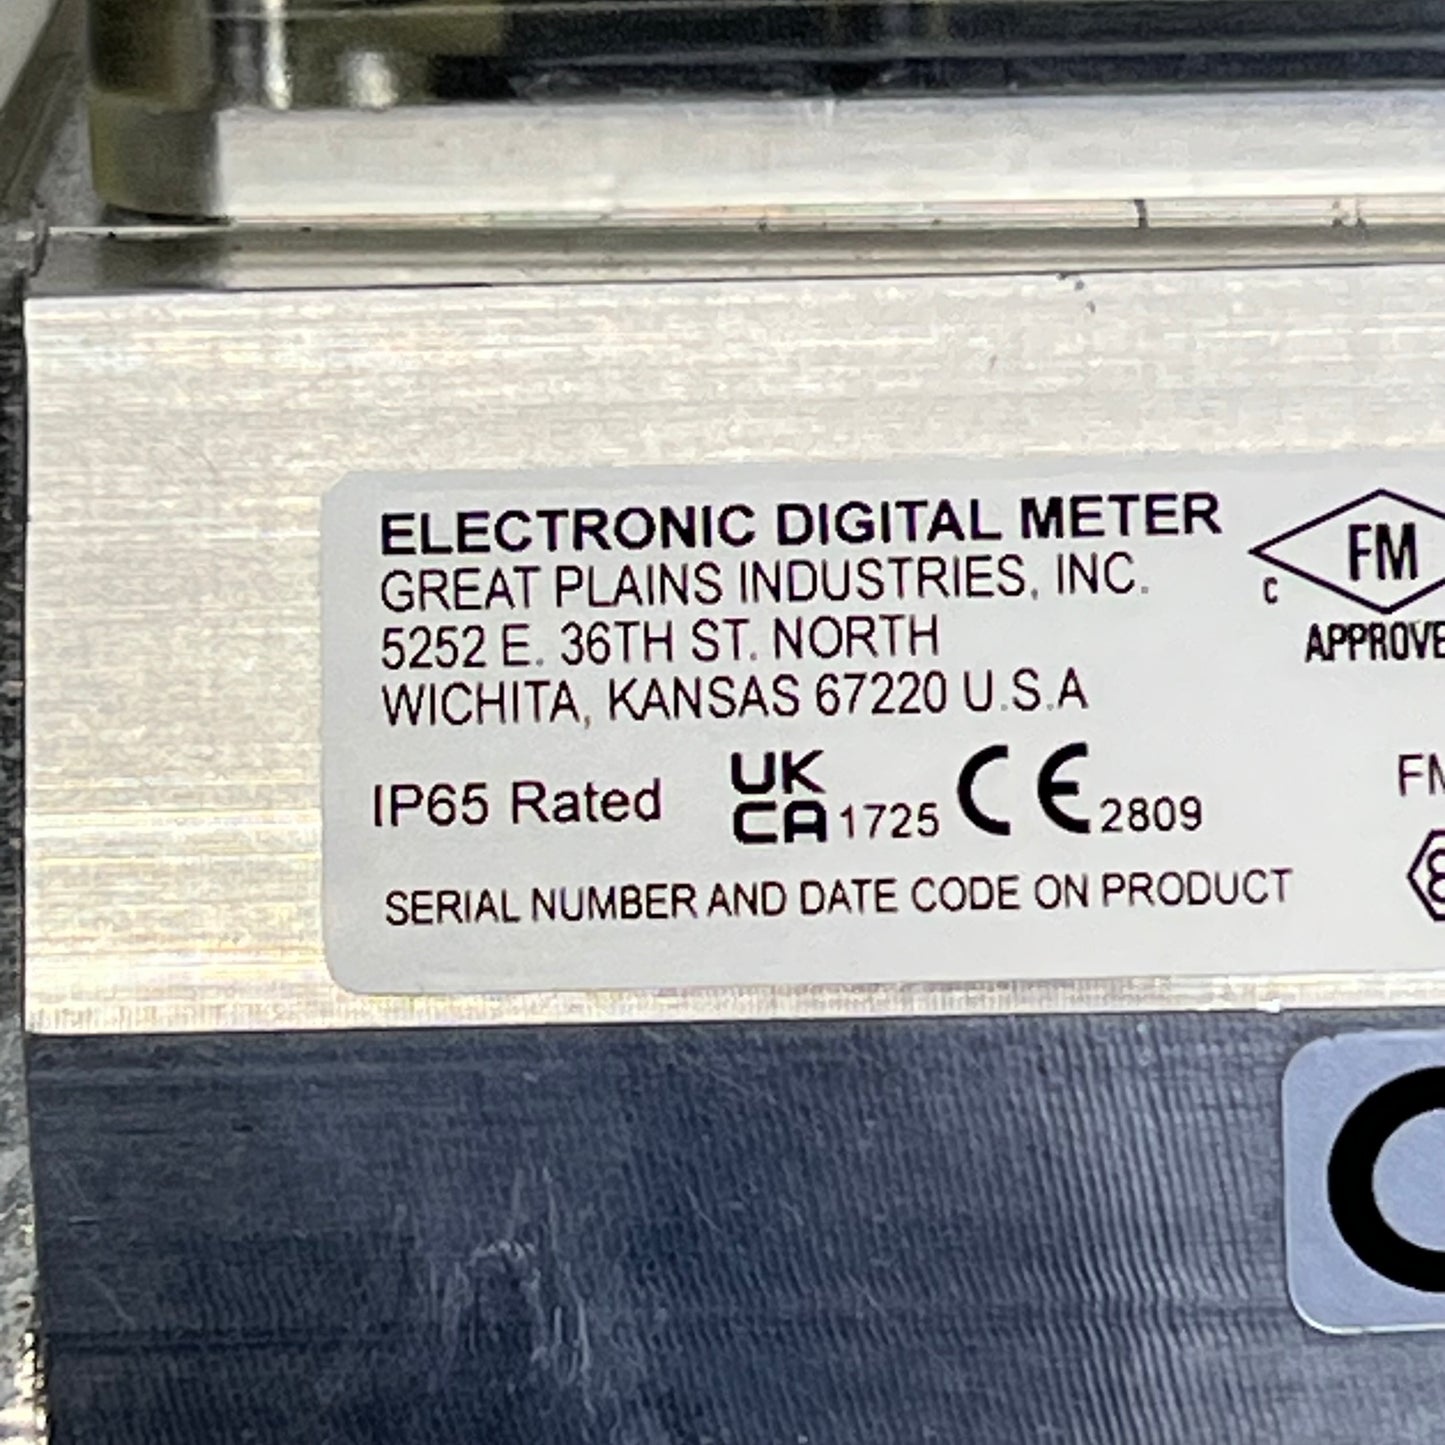 ELECTRONIC DIGITAL METER
GREAT PLAINS INDUSTRIES, INC.
5252 E. 36TH ST. NORTH
WICHITA, KANSAS 67220 U.S.A
IP65 Rated UK CA 1725 CE 2809
SERIAL NUMBER AND DATE CODE ON PRODUCT
FM
C
APPROVE
FM